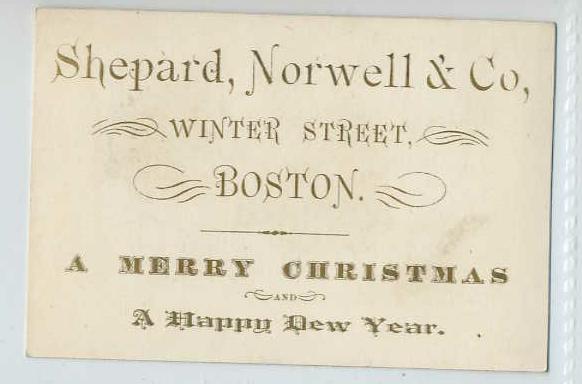 Shepard, Norwell & Co,
WINTER STREET,
BOSTON.
A MERRY CHRISTMAS
AND
A Happy New Year.